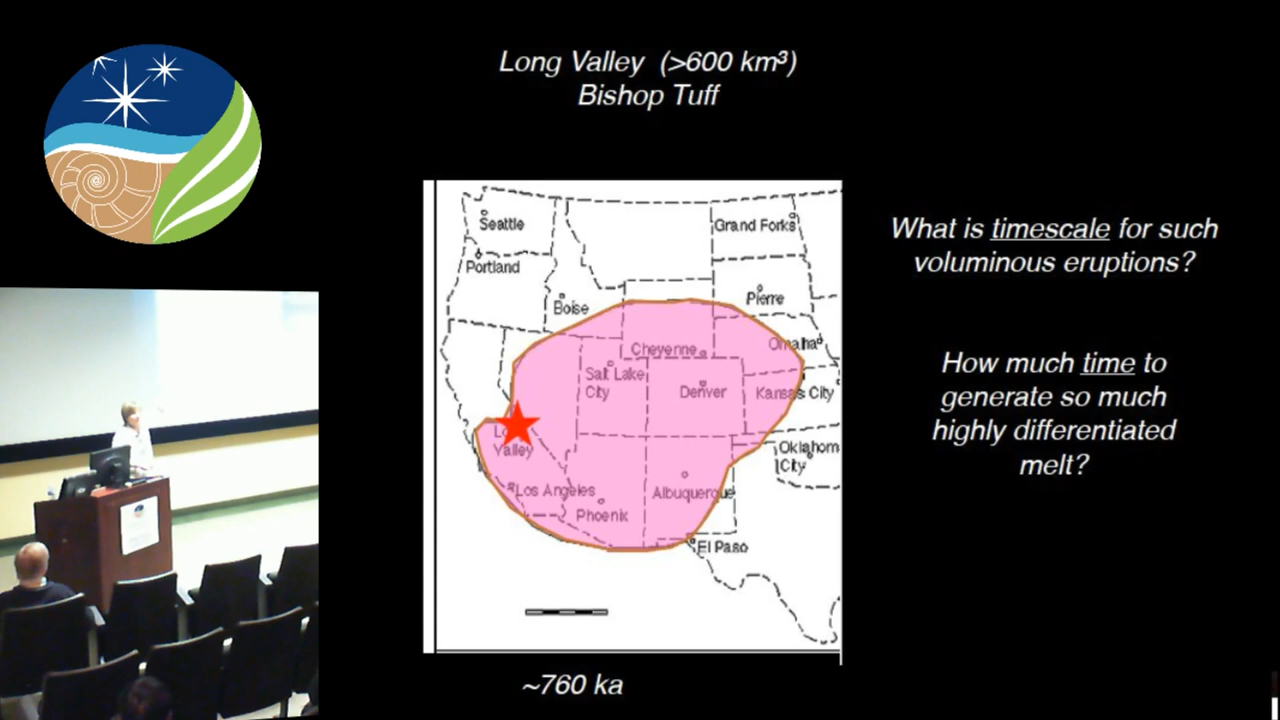 Long Valley (>600 km³)
Bishop Tuff
Seattle
Grand Forks
Portland
Boise
Pierre
Omaha
Cheyenne
Salt Lake
City
Denver
Kansas City
Valley
Oklahom
City
Los Angeles
Albuquerque
Phoenix
El Paso
What is timescale for such
voluminous eruptions?
How much time to
generate so much
highly differentiated
melt?
~760 ka